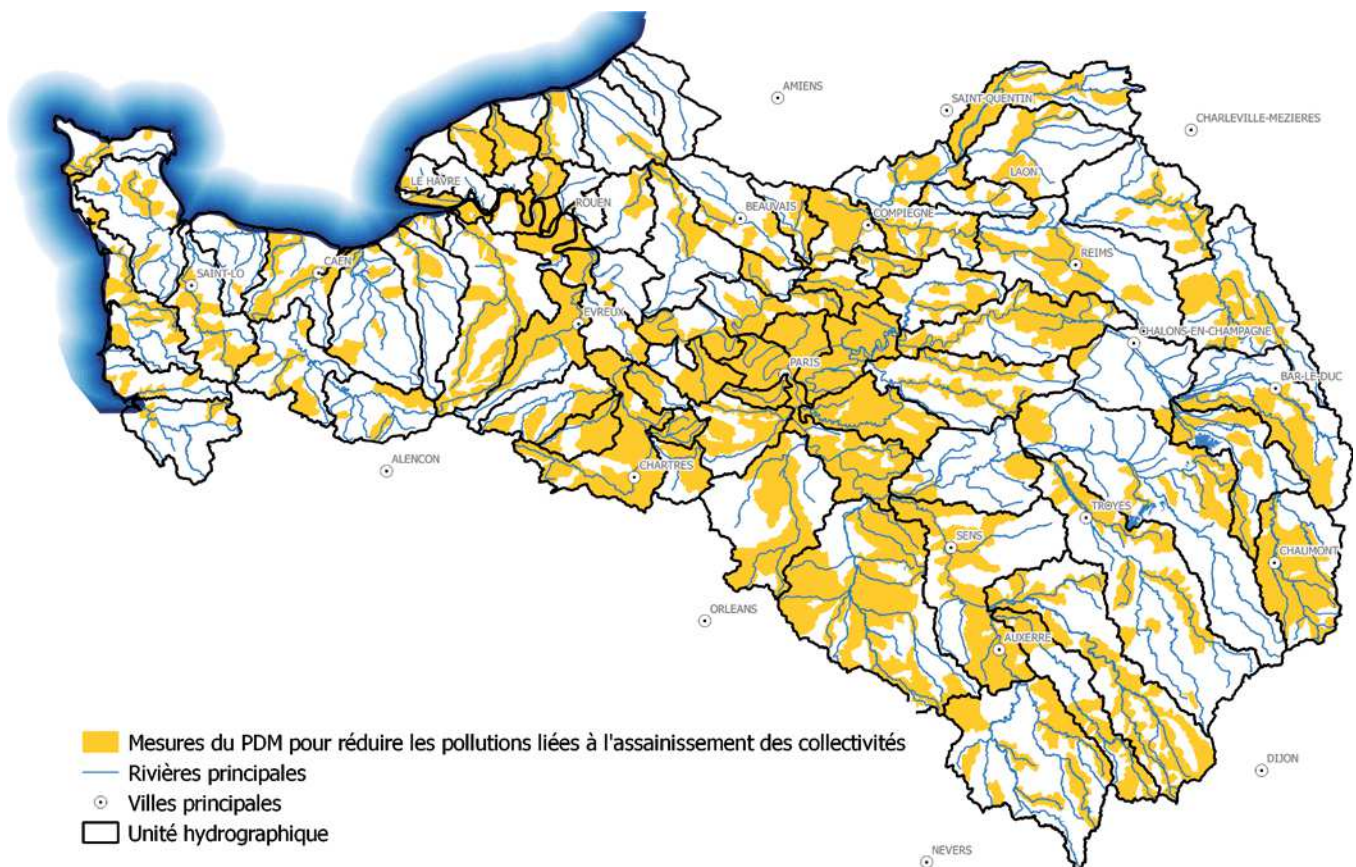 AMIENS
SAINT-QUENTIN
CHARLEVILLE-MEZIERES
LAON
LE HAVRE
ROUEN
BEAUVAIS
COMPIEGNE
CAEN
SAINT-LO
REIMS
EVREUX
CHALONS-EN-CHAMPAGNE
PARIS
BAR-LE-DUC
ALENCON
CHARTRES
TROYES
SENS
CHAUMONT
ORLEANS
AUXERRE
DIJON
NEVERS
Mesures du PDM pour réduire les pollutions liées à l'assainissement des collectivités
Rivières principales
Villes principales
Unité hydrographique